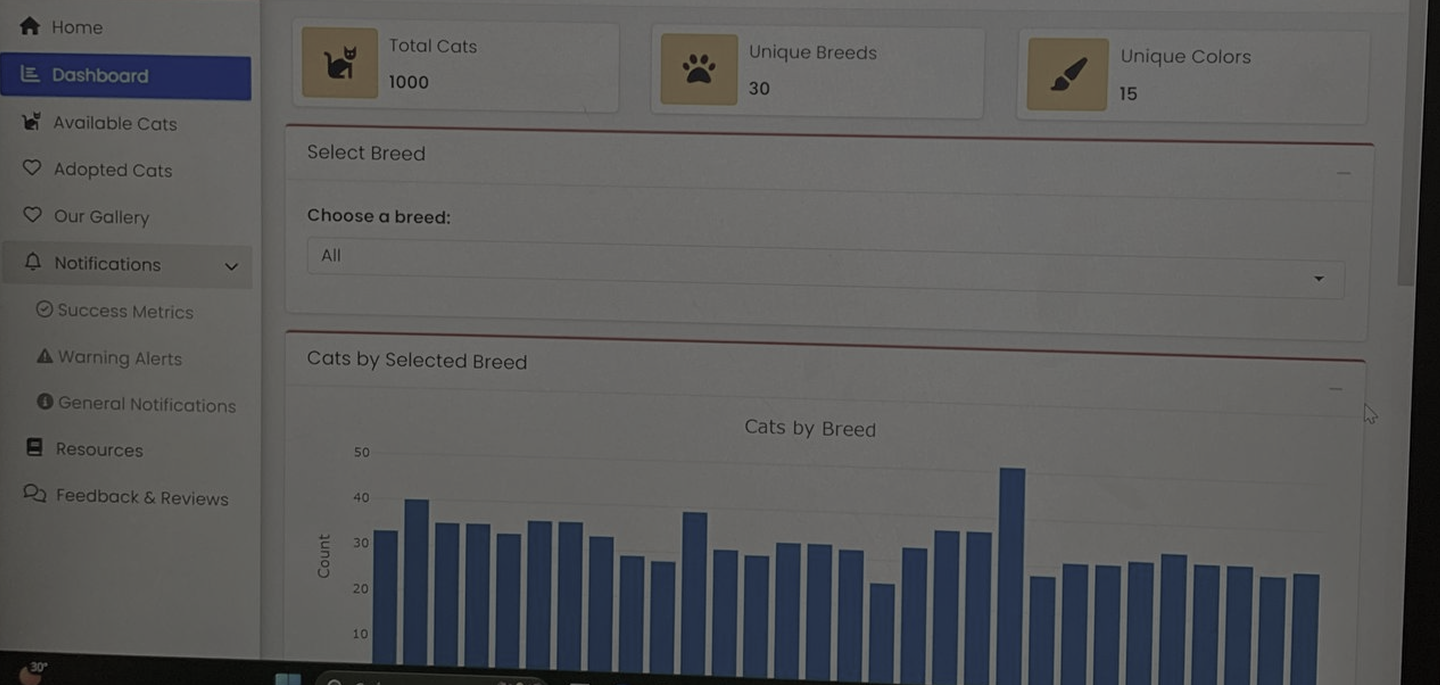 Home
Dashboard
Available Cats
Adopted Cats
Our Gallery
Notifications
Success Metrics
Warning Alerts
General Notifications
Resources
Feedback & Reviews
Total Cats
1000
Unique Breeds
30
Unique Colors
15
Select Breed
Choose a breed:
All
Cats by Selected Breed
Cats by Breed
Count
50
40
30
20
10
30°